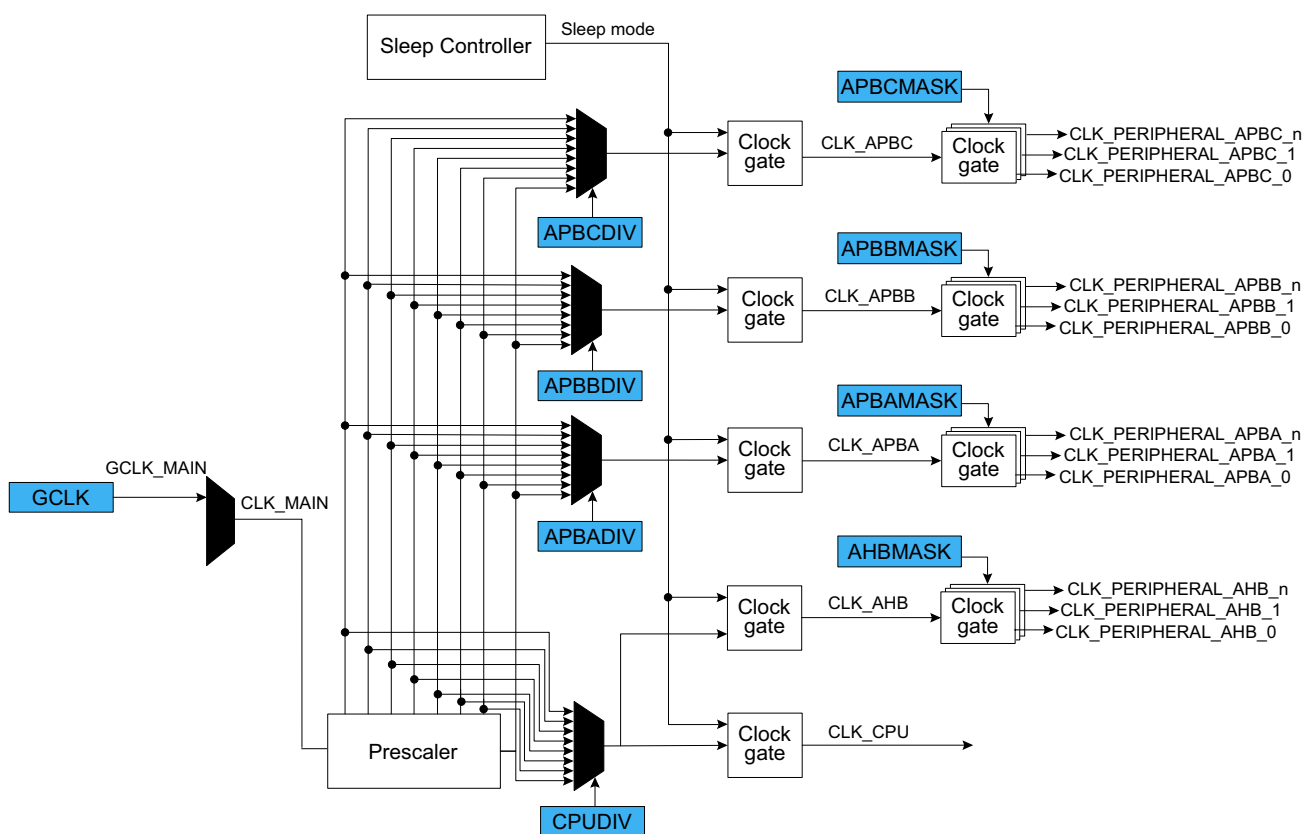 Sleep Controller
Sleep mode
APBCMASK
Clock
gate
CLK_APBC
Clock
gate
CLK_PERIPHERAL_APBC_n
CLK_PERIPHERAL_APBC_1
CLK_PERIPHERAL_APBC_0
APBCDIV
APBBMASK
Clock
gate
CLK_APBB
Clock
gate
CLK_PERIPHERAL_APBB_n
CLK_PERIPHERAL_APBB_1
CLK_PERIPHERAL_APBB_0
APBBDIV
APBAMASK
Clock
gate
CLK_APBA
Clock
gate
CLK_PERIPHERAL_APBA_n
CLK_PERIPHERAL_APBA_1
CLK_PERIPHERAL_APBA_0
GCLK
GCLK_MAIN
CLK_MAIN
APBADIV
AHBMASK
Clock
gate
CLK_AHB
Clock
gate
CLK_PERIPHERAL_AHB_n
CLK_PERIPHERAL_AHB_1
CLK_PERIPHERAL_AHB_0
Prescaler
Clock
gate
CLK_CPU
CPUDIV